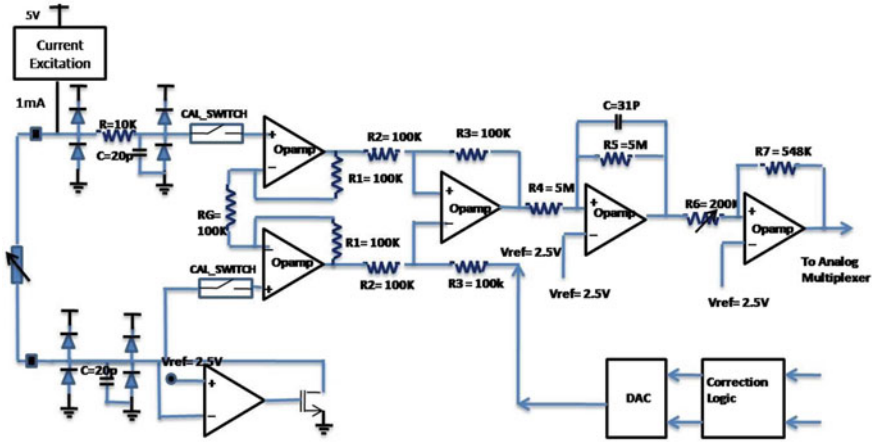 5V
Current
Excitation
1mA
R=10K
C=20p
CAL_SWITCH
+
Opamp
−
R1= 100K
RG=
100K
R2= 100K
R3= 100K
+
Opamp
−
R1= 100K
−
Opamp
+
CAL_SWITCH
R2= 100K
R3= 100k
C=31P
R5=5M
R4= 5M
+
Opamp
−
Vref= 2.5V
Vref= 2.5V
R6= 200K
R7= 548K
+
Opamp
−
Vref= 2.5V
To Analog
Multiplexer
C=20p
Vref= 2.5V
+
−
DAC
Correction
Logic